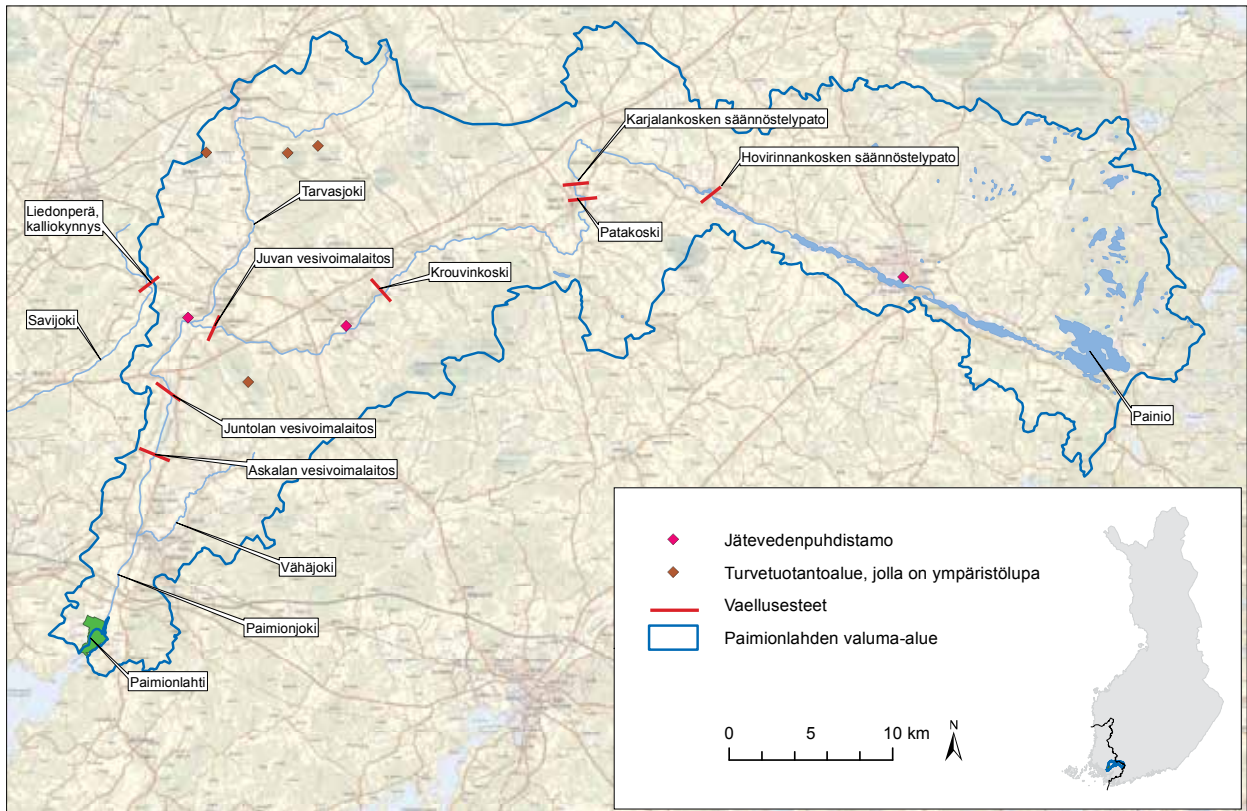 Karjalankosken säännöstelypato
Hovirinnankosken säännöstelypato
Tarvasjoki
Liedonperä,
kalliokynnys
Patakoski
Juvan vesivoimalaitos
Krouvinkoski
Savijoki
Painio
Juntolan vesivoimalaitos
Askalan vesivoimalaitos
Vähäjoki
Paimionjoki
Paimionlahti
Jätevedenpuhdistamo
Turvetuotantoalue, jolla on ympäristölupa
Vaellusesteet
Paimionlahden valuma-alue
0 5 10 km
N